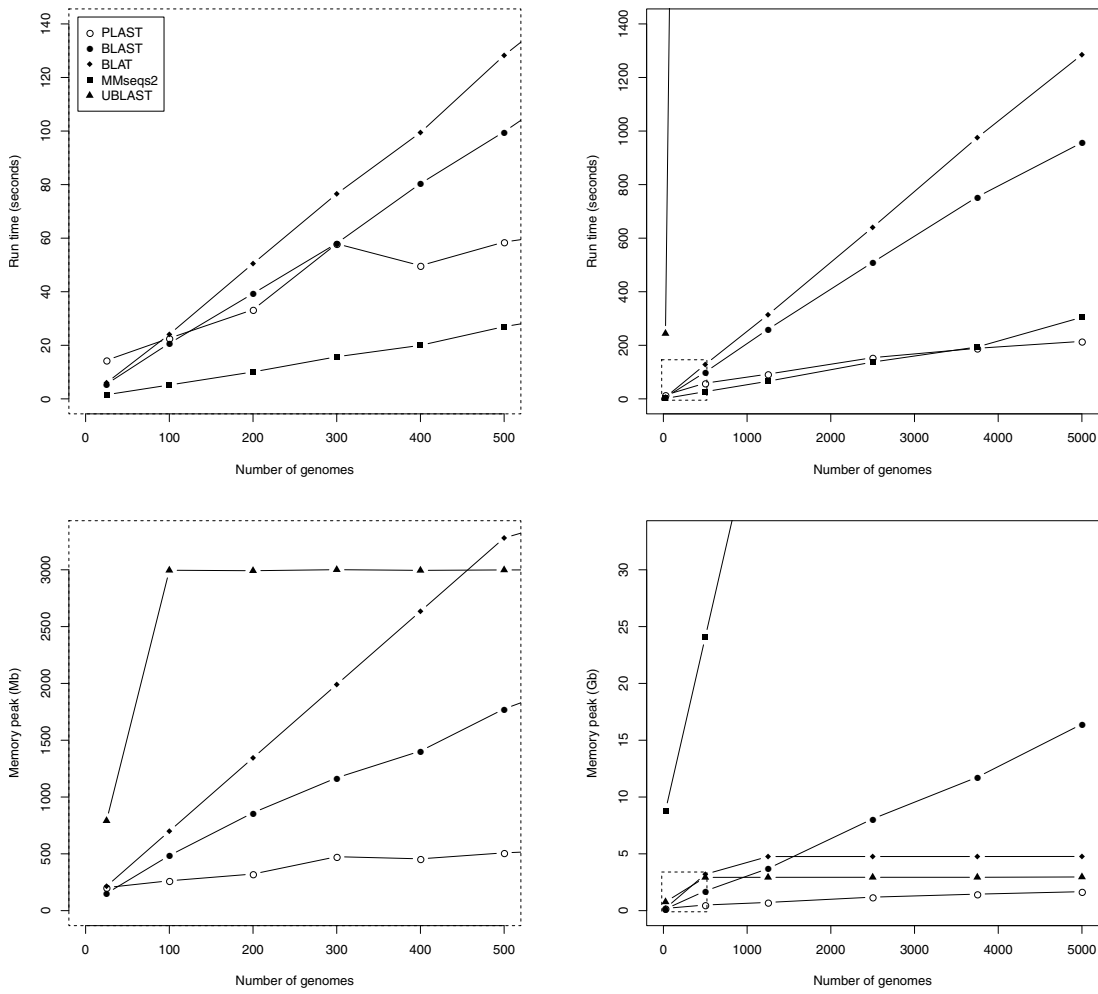 PLAST
BLAST
BLAT
MMseqs2
UBLAST
Run time (seconds)
0 20 40 60 80 100 120 140
0 100 200 300 400 500
Number of genomes
Run time (seconds)
0 200 400 600 800 1000 1200 1400
0 1000 2000 3000 4000 5000
Number of genomes
Memory peak (Mb)
0 500 1000 1500 2000 2500 3000
0 100 200 300 400 500
Number of genomes
Memory peak (Gb)
0 5 10 15 20 25 30
0 1000 2000 3000 4000 5000
Number of genomes